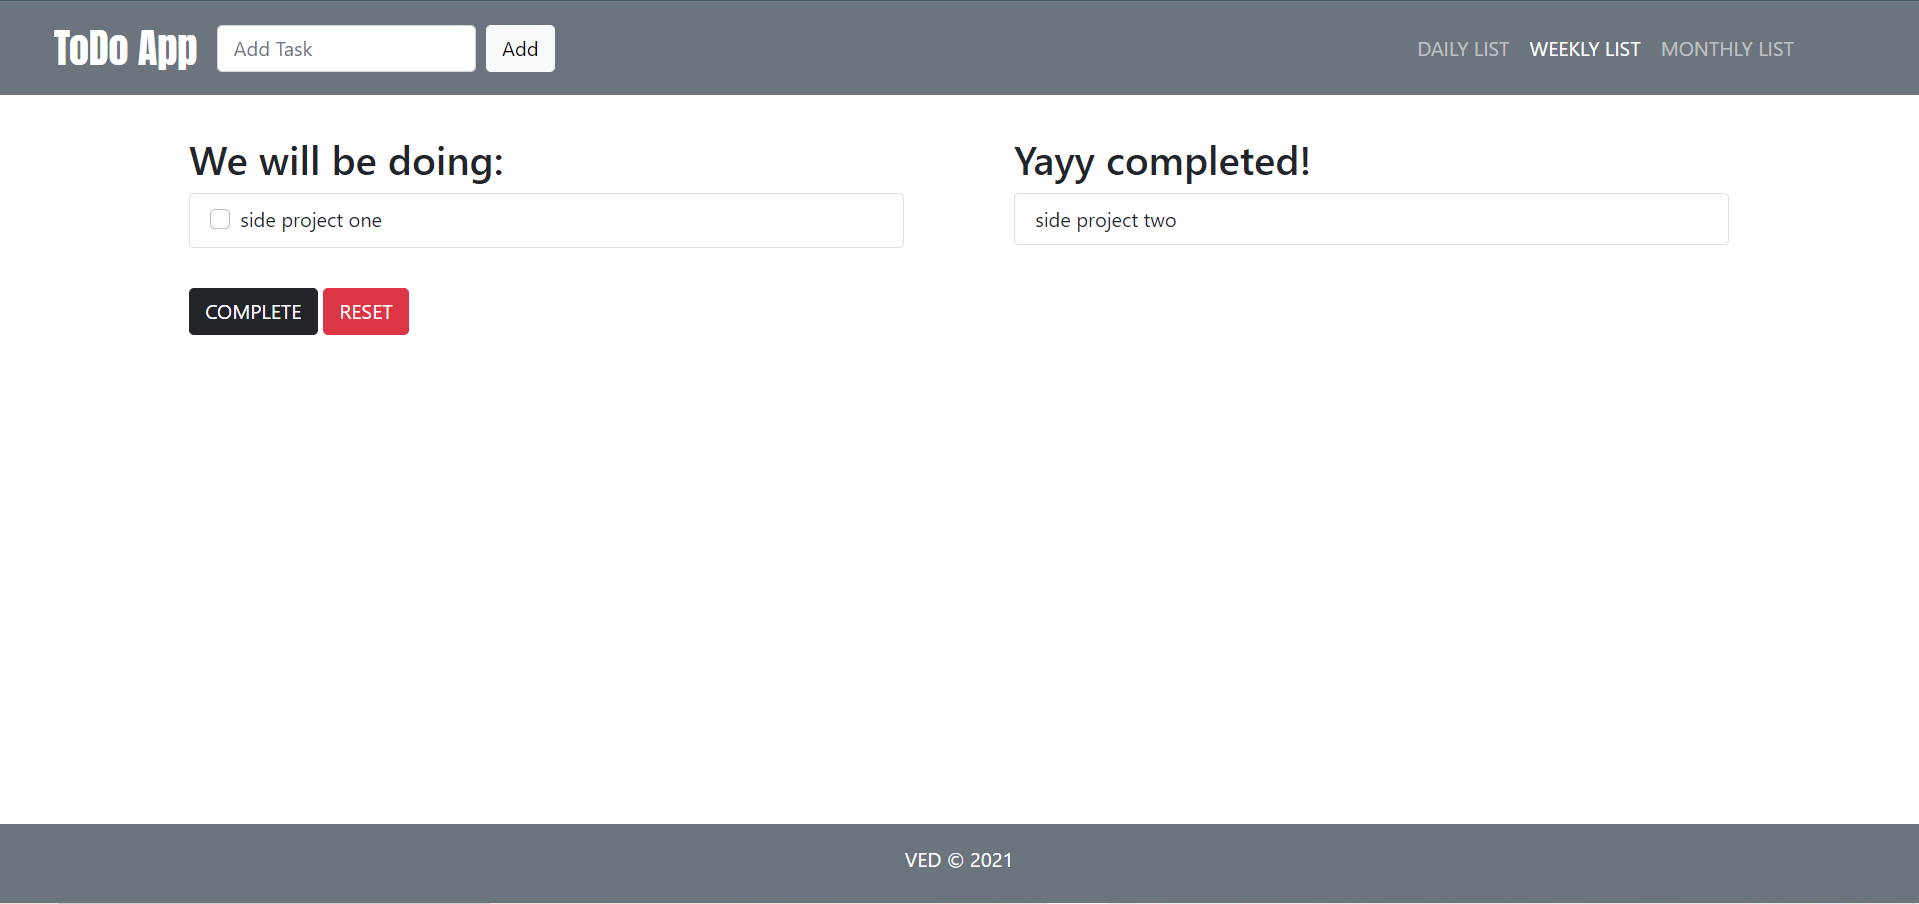 ToDo App
Add Task
Add
DAILY LIST
WEEKLY LIST
MONTHLY LIST
We will be doing:
side project one
COMPLETE
RESET
Yayy completed!
side project two
VED © 2021